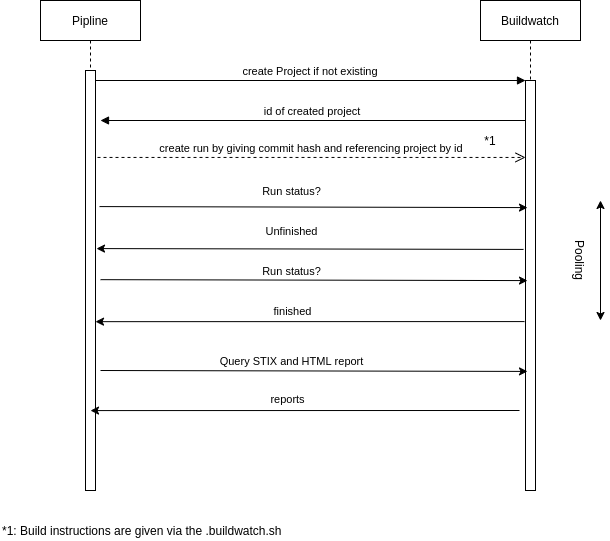 Pipline
Buildwatch
create Project if not existing
id of created project
*1
create run by giving commit hash and referencing project by id
Run status?
Unfinished
Pooling
Run status?
finished
Query STIX and HTML report
reports
*1: Build instructions are given via the .buildwatch.sh